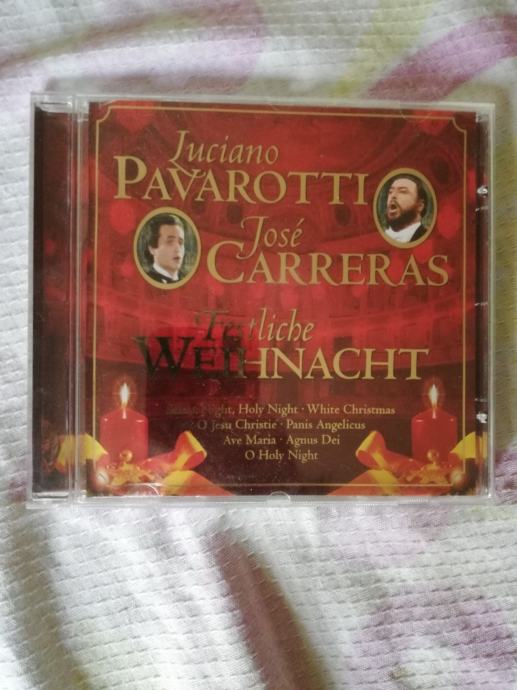 Luciano
PAVAROTTI
José
CARRERAS
Festliche
WEIHNACHT
Silent Night, Holy Night · White Christmas
O Jesu Christie · Panis Angelicus
Ave Maria · Agnus Dei
O Holy Night